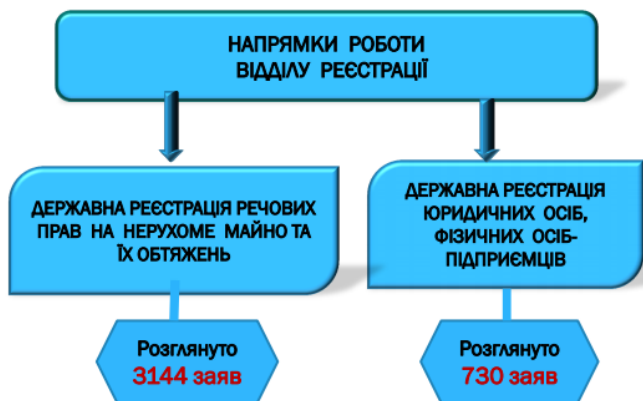 НАПРЯМКИ РОБОТИ
ВІДДІЛУ РЕЄСТРАЦІЇ
ДЕРЖАВНА РЕЄСТРАЦІЯ РЕЧОВИХ
ПРАВ НА НЕРУХОМЕ МАЙНО ТА
ЇХ ОБТЯЖЕНЬ
ДЕРЖАВНА РЕЄСТРАЦІЯ
ЮРИДИЧНИХ ОСІБ,
ФІЗИЧНИХ ОСІБ-
ПІДПРИЄМЦІВ
Розглянуто
3144 заяв
Розглянуто
730 заяв